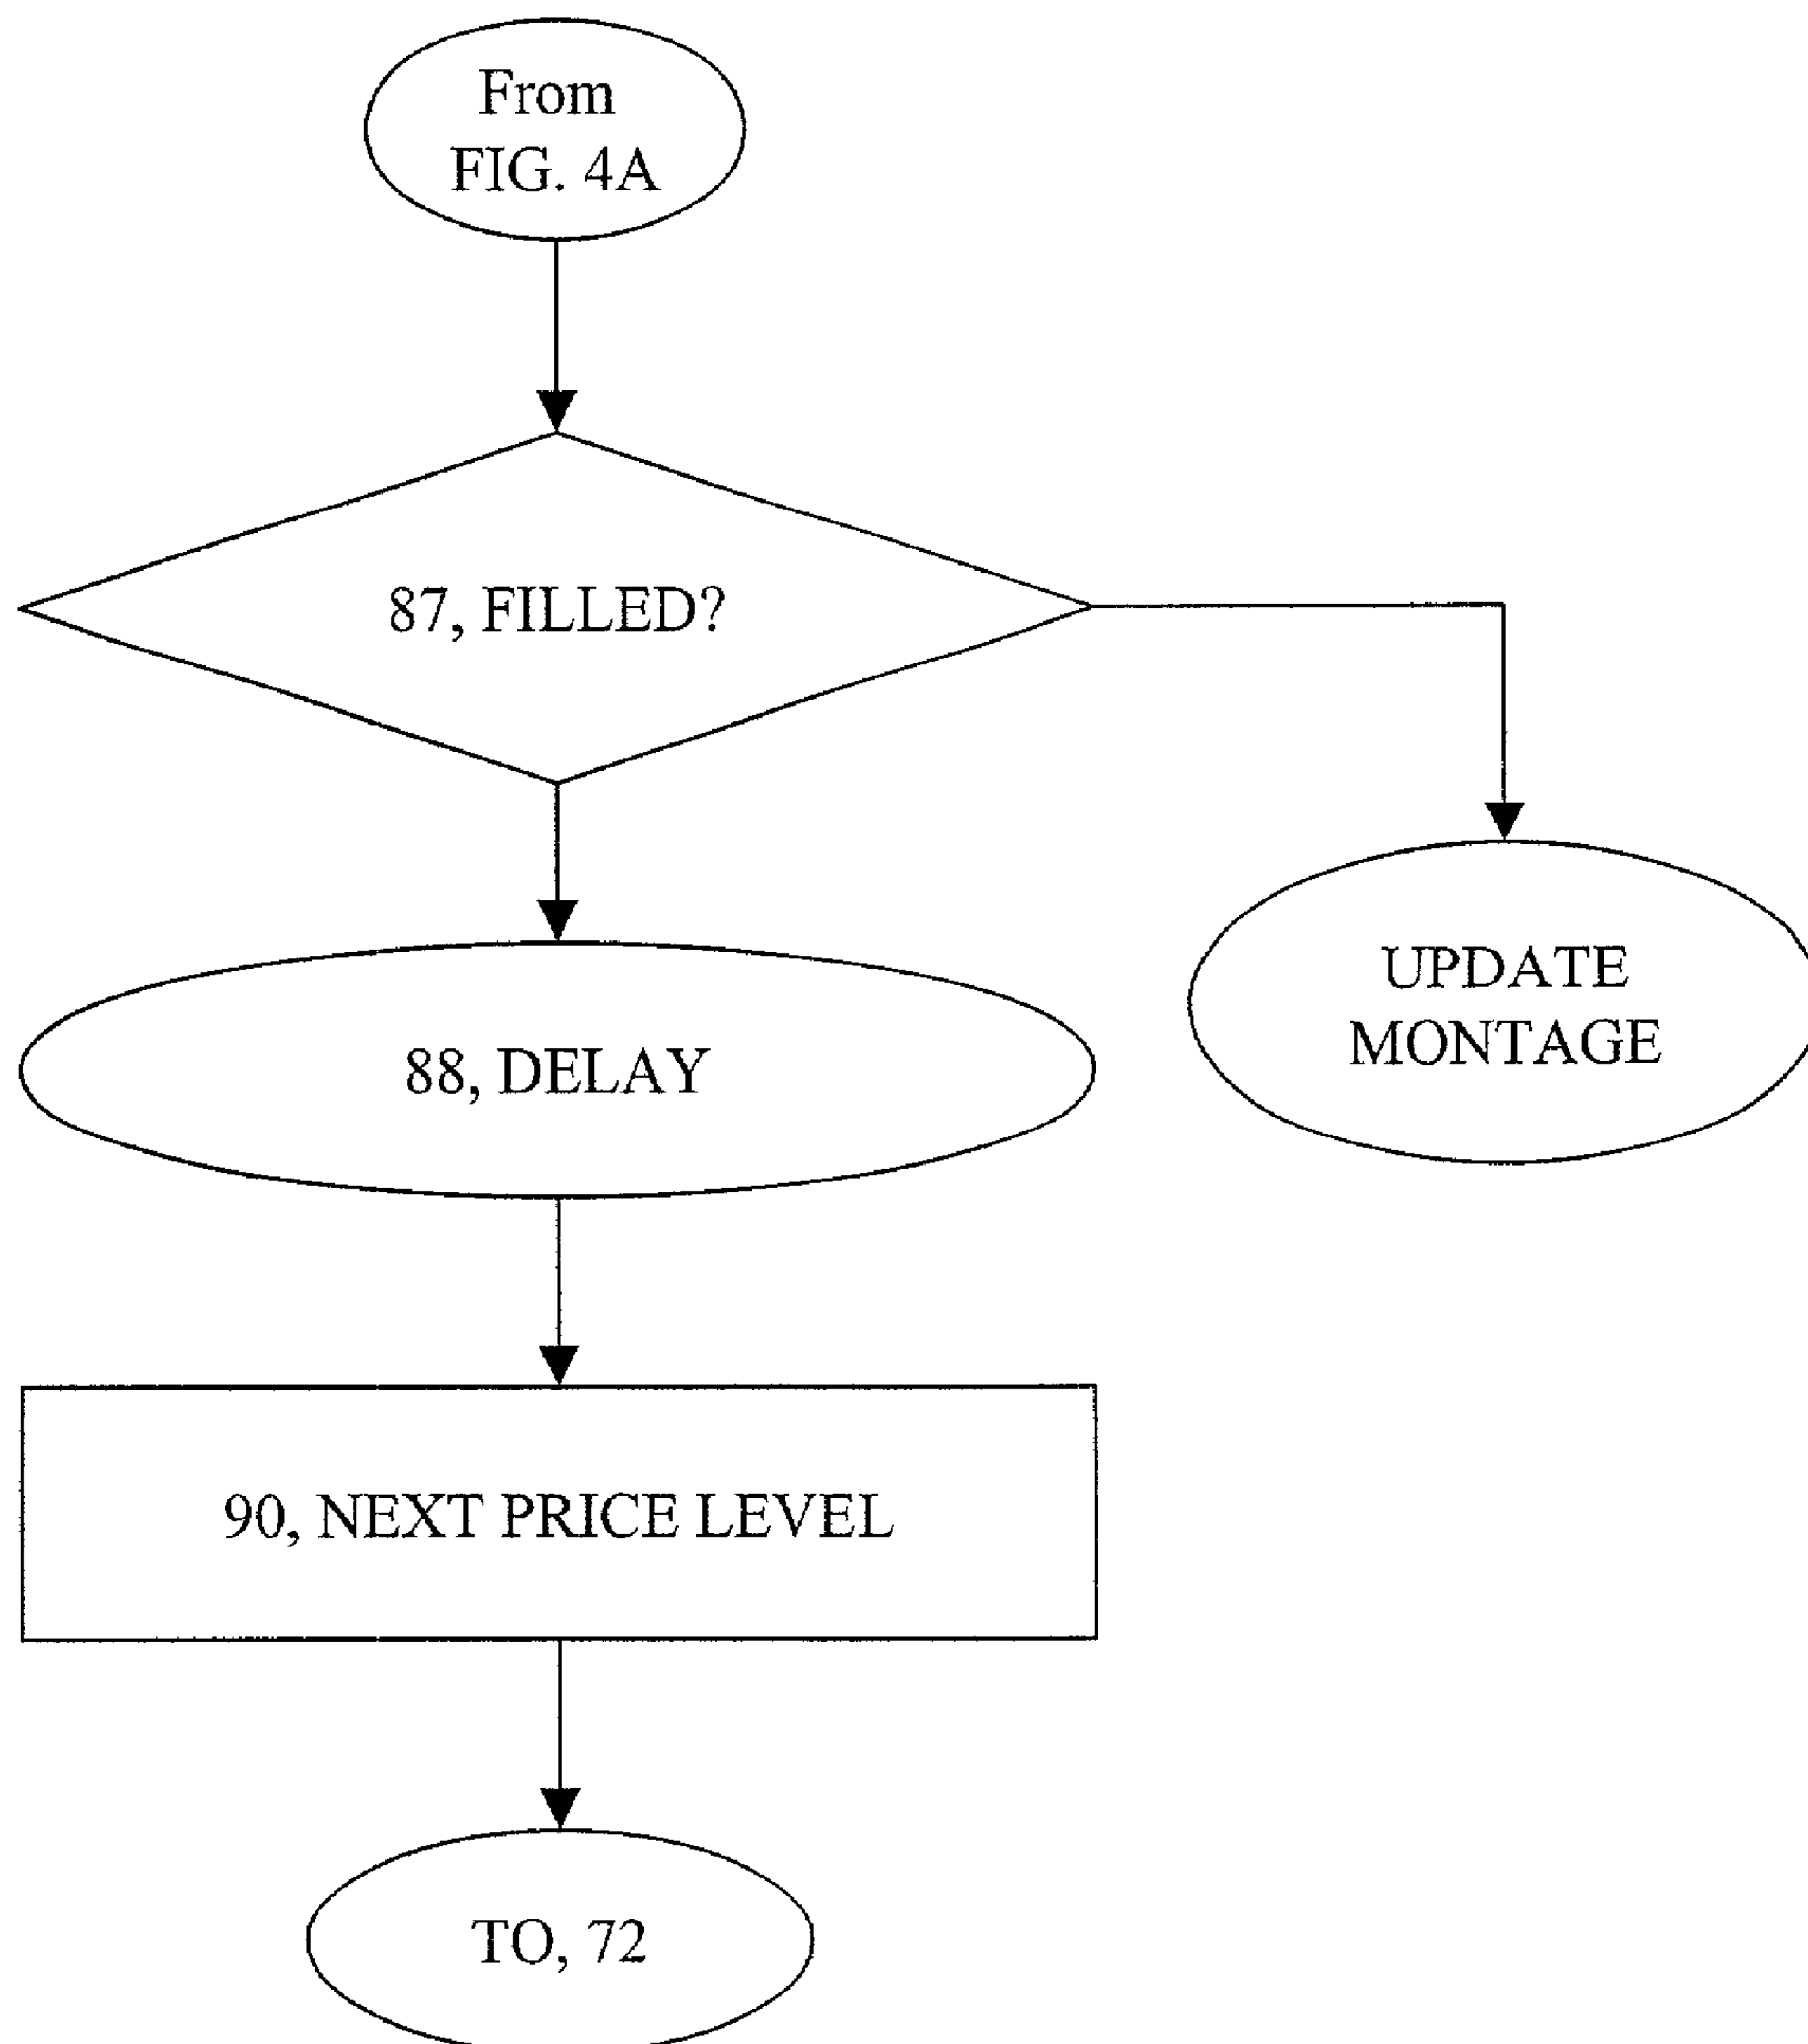 From
FIG. 4A
87, FILLED?
UPDATE
MONTAGE
88, DELAY
90, NEXT PRICE LEVEL
TO, 72